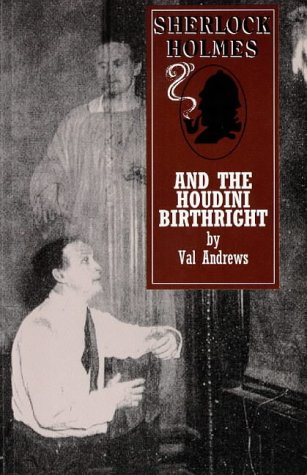 SHERLOCK
HOLMES
AND THE
HOUDINI
BIRTHRIGHT
by
Val Andrews